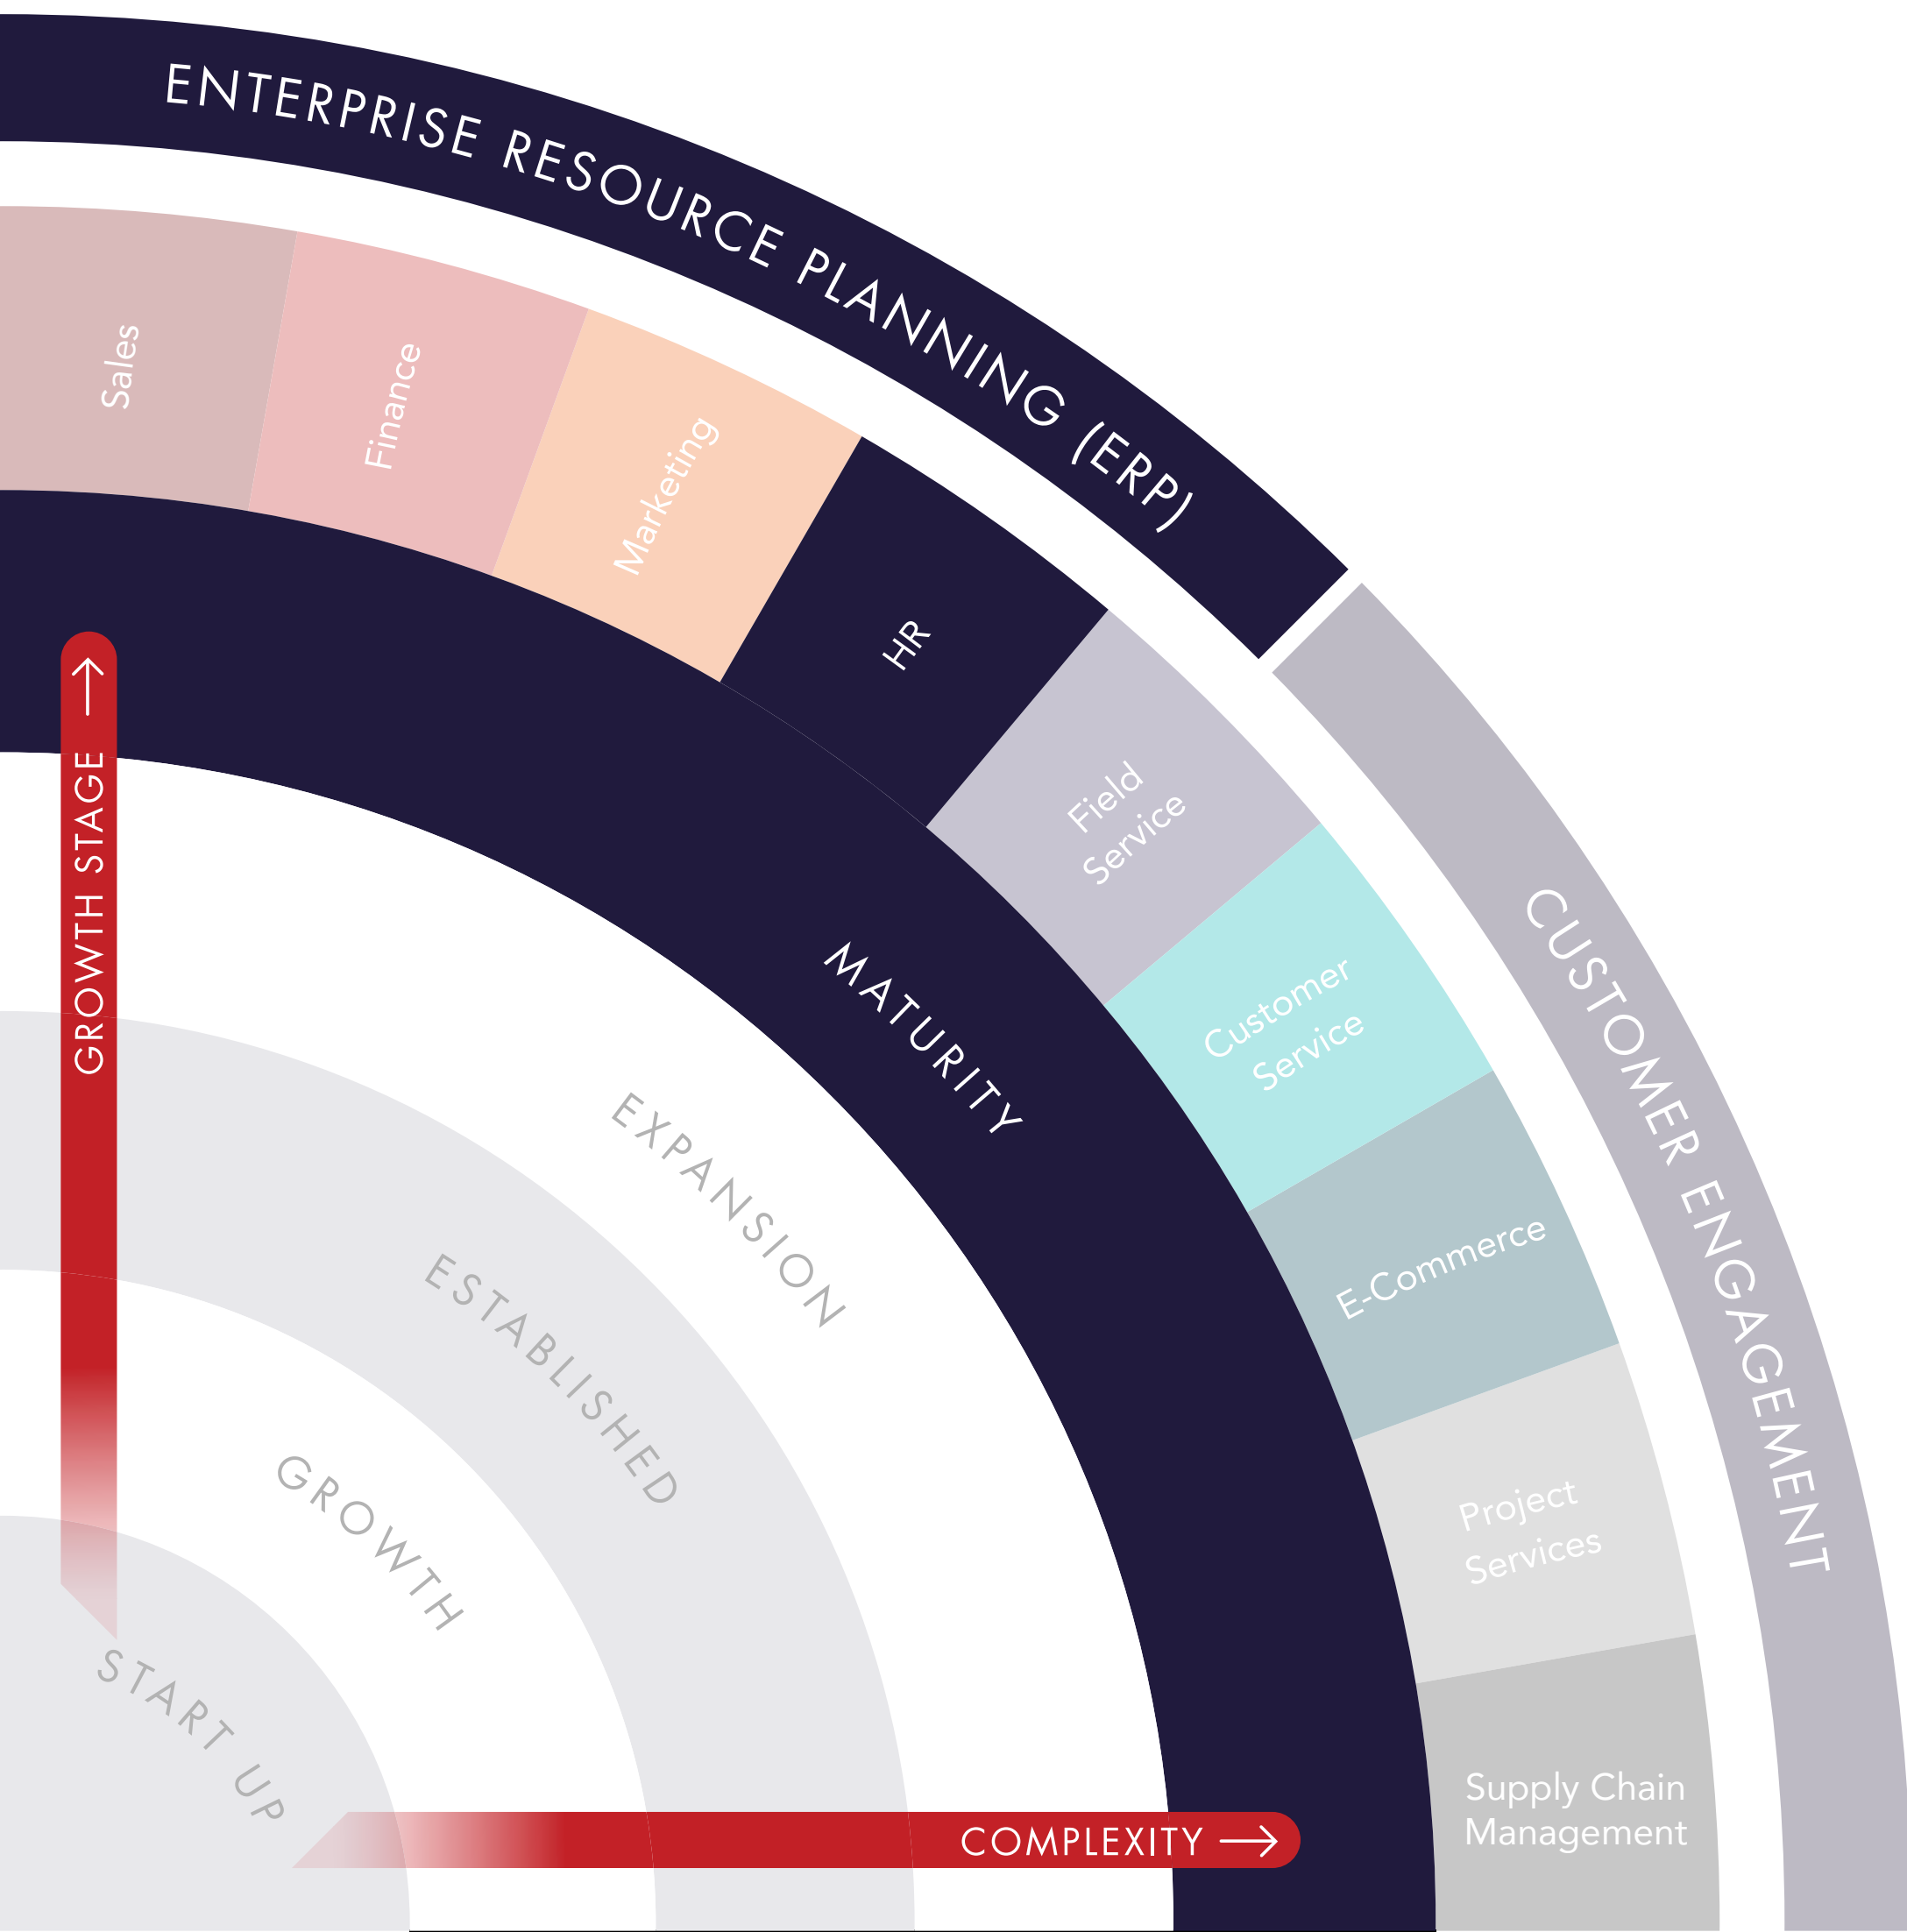 ENTERPRISE RESOURCE PLANNING (ERP)
CUSTOMER ENGAGEMENT
Sales
Finance
Marketing
HR
Field
Service
Customer
Service
E-Commerce
Project
Services
Supply Chain
Management
GROWTH STAGE
MATURITY
EXPANSION
ESTABLISHED
GROWTH
START UP
COMPLEXITY